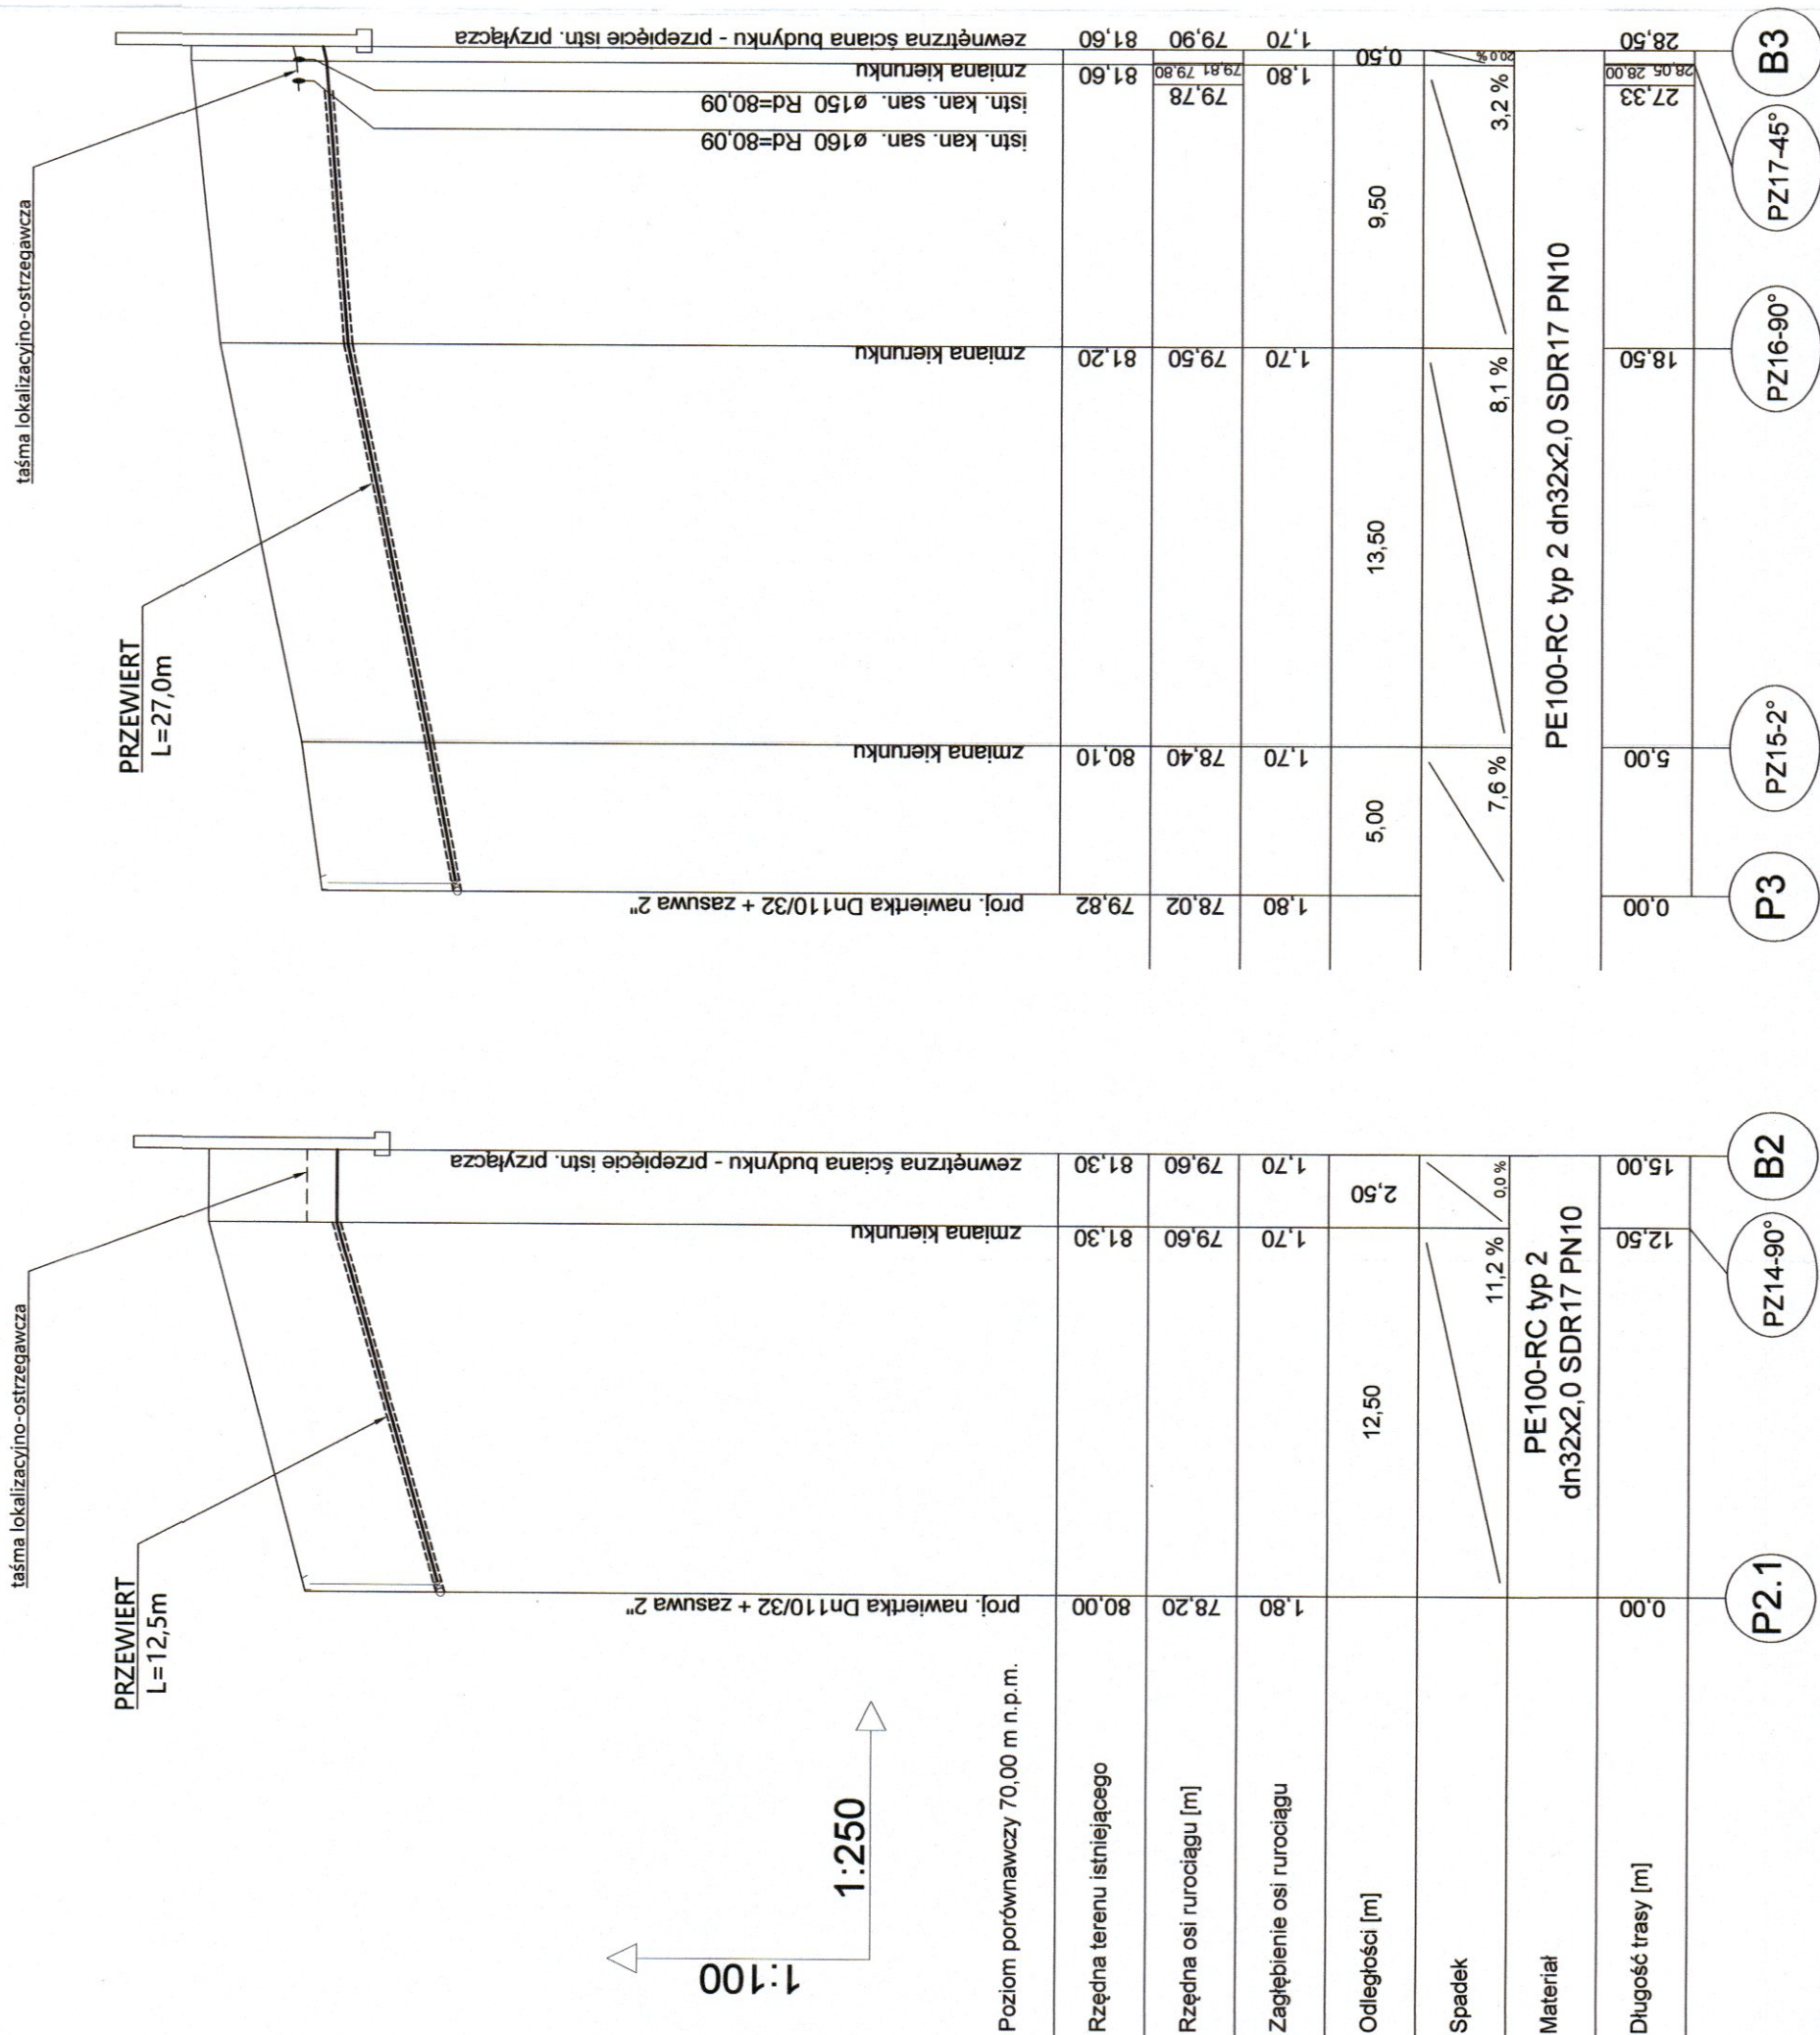 taśma lokalizacyjno-ostrzegawcza
PRZEWIERT
L=12,5m
1:100
1:250
Poziom porównawczy 70,00 m n.p.m.
proj. nawiertka Dn110/32 + zasuwa 2"
zmiana kierunku
zewnętrzna ściana budynku - przepięcie istn. przyłącza
Rzędna terenu istniejącego
80,00
81,30
81,30
Rzędna osi rurociągu [m]
78,20
79,60
79,60
Zagłębienie osi rurociągu
1,80
1,70
1,70
Odległości [m]
12,50
2,50
Spadek
11,2 %
0,0 %
Materiał
PE100-RC typ 2
dn32x2,0 SDR17 PN10
Długość trasy [m]
0,00
12,50
15,00
P2.1
PZ14-90°
B2
taśma lokalizacyjno-ostrzegawcza
PRZEWIERT
L=27,0m
proj. nawiertka Dn110/32 + zasuwa 2"
zmiana kierunku
zmiana kierunku
istn. kan. san. ø160 Rd=80,09
istn. kan. san. ø150 Rd=80,09
zmiana kierunku
zewnętrzna ściana budynku - przepięcie istn. przyłącza
79,82
80,10
81,20
81,60
81,60
78,02
78,40
79,50
79,78
79,81 79,80
79,90
1,80
1,70
1,70
1,80
1,70
5,00
13,50
9,50
0,50
7,6 %
8,1 %
3,2 %
20,0 %
PE100-RC typ 2 dn32x2,0 SDR17 PN10
0,00
5,00
18,50
27,33
28,05 28,00
28,50
P3
PZ15-2°
PZ16-90°
PZ17-45°
B3